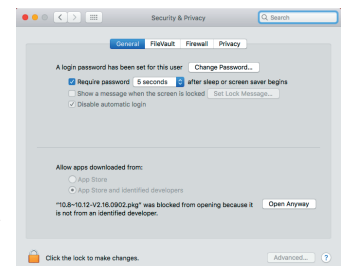 Security & Privacy
Search
General FileVault Firewall Privacy
A login password has been set for this user Change Password...
Require password 5 seconds after sleep or screen saver begins
Show a message when the screen is locked Set Lock Message...
Disable automatic login
Allow apps downloaded from:
App Store
App Store and identified developers
"10.8~10.12-V2.16.0902.pkg" was blocked from opening because it Open Anyway
is not from an identified developer.
Click the lock to make changes.
Advanced... ?